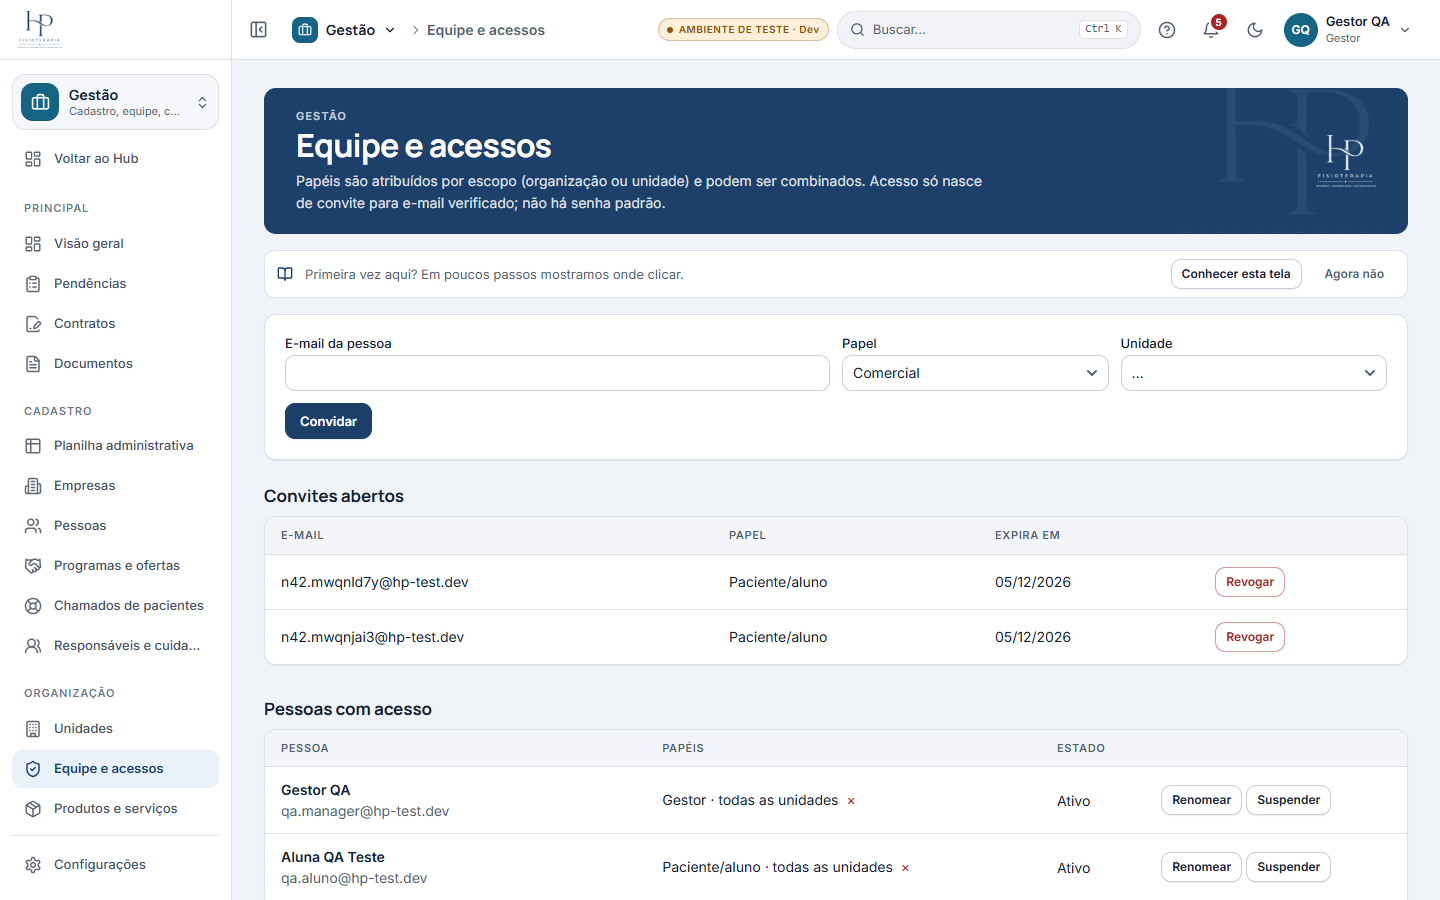 HP
FISIOTERAPIA
Gestão
Equipe e acessos
AMBIENTE DE TESTE · Dev
Buscar...
Ctrl K
5
GQ
Gestor QA
Gestor
Gestão
Cadastro, equipe, c...
Voltar ao Hub
PRINCIPAL
Visão geral
Pendências
Contratos
Documentos
CADASTRO
Planilha administrativa
Empresas
Pessoas
Programas e ofertas
Chamados de pacientes
Responsáveis e cuida...
ORGANIZAÇÃO
Unidades
Equipe e acessos
Produtos e serviços
Configurações
GESTÃO
Equipe e acessos
Papéis são atribuídos por escopo (organização ou unidade) e podem ser combinados. Acesso só nasce
de convite para e-mail verificado; não há senha padrão.
HP
FISIOTERAPIA
Primeira vez aqui? Em poucos passos mostramos onde clicar.
Conhecer esta tela
Agora não
E-mail da pessoa
Papel
Unidade
Comercial
...
Convidar
Convites abertos
E-MAIL PAPEL EXPIRA EM
n42.mwqnld7y@hp-test.dev Paciente/aluno 05/12/2026 Revogar
n42.mwqnjai3@hp-test.dev Paciente/aluno 05/12/2026 Revogar
Pessoas com acesso
PESSOA PAPÉIS ESTADO
Gestor QA
qa.manager@hp-test.dev
Gestor · todas as unidades ×
Ativo
Renomear
Suspender
Aluna QA Teste
qa.aluno@hp-test.dev
Paciente/aluno · todas as unidades ×
Ativo
Renomear
Suspender